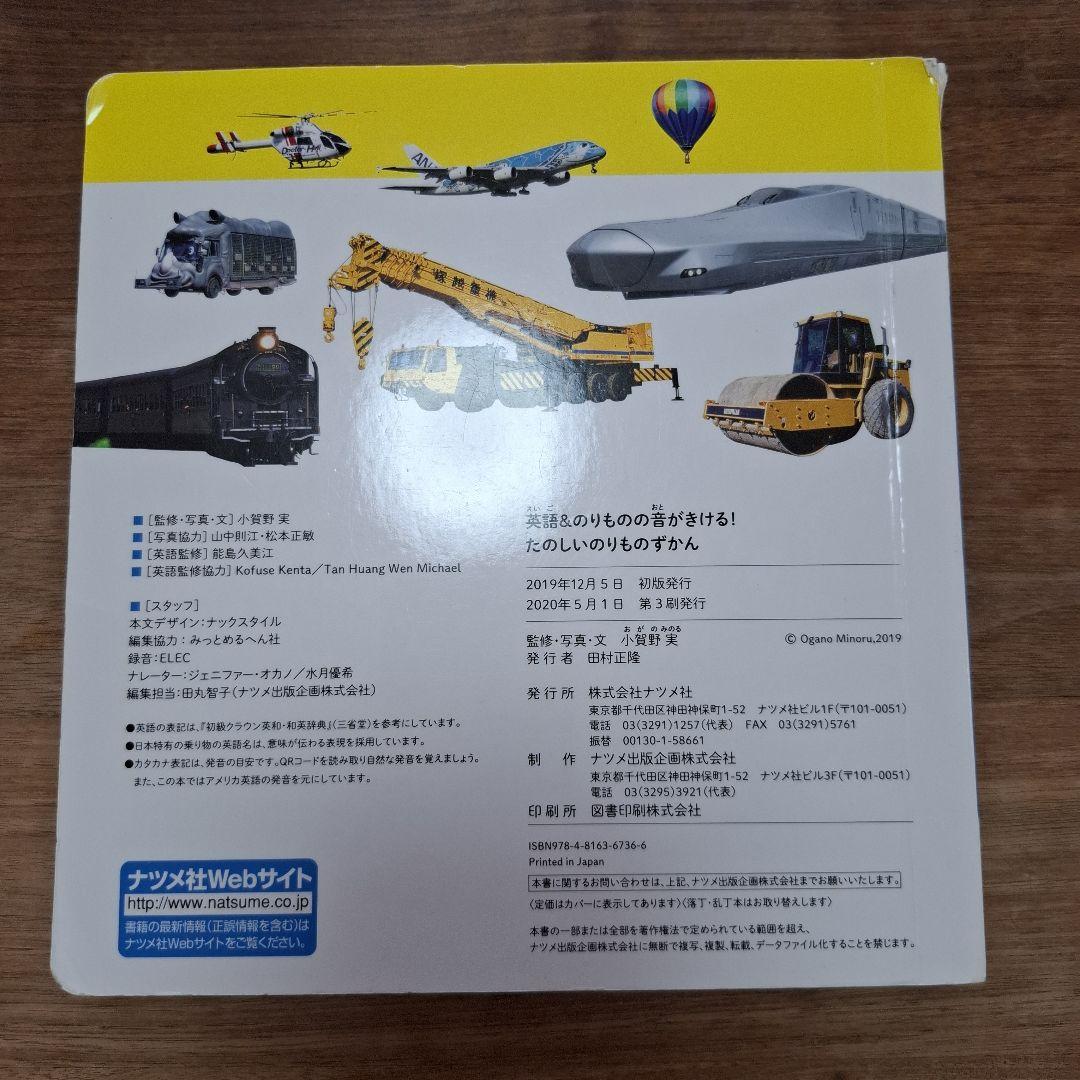 Doctor-Heli
ANA
機重設深
■［監修・写真・文］小賀野 実
■［写真協力］山中則江・松本正敏
■［英語監修］能島久美江
■［英語監修協力］Kofuse Kenta／Tan Huang Wen Michael
■［スタッフ］
本文デザイン：ナックスタイル
編集協力：みっとめるへん社
録音：ELEC
ナレーター：ジェニファー・オカノ／水月優希
編集担当：田丸智子（ナツメ出版企画株式会社）
●英語の表記は、『初級クラウン英和・和英辞典』（三省堂）を参考にしています。
●日本特有の乗り物の英語名は、意味が伝わる表現を採用しています。
●カタカナ表記は、発音の目安です。QRコードを読み取り自然な発音を覚えましょう。
また、この本ではアメリカ英語の発音を元にしています。
ナツメ社Webサイト
http://www.natsume.co.jp
書籍の最新情報（正誤情報を含む）は
ナツメ社Webサイトをご覧ください。
えいご おと
英語&のりものの音がきける！
たのしいのりものずかん
2019年12月5日 初版発行
2020年5月1日 第3刷発行
おがの みのる
監修・写真・文 小賀野 実 © Ogano Minoru,2019
発行者 田村正隆
発行所 株式会社ナツメ社
東京都千代田区神田神保町1-52 ナツメ社ビル1F（〒101-0051）
電話 03（3291）1257（代表） FAX 03（3291）5761
振替 00130-1-58661
制作 ナツメ出版企画株式会社
東京都千代田区神田神保町1-52 ナツメ社ビル3F（〒101-0051）
電話 03（3295）3921（代表）
印刷所 図書印刷株式会社
ISBN978-4-8163-6736-6
Printed in Japan
本書に関するお問い合わせは、上記、ナツメ出版企画株式会社までお願いいたします。
〈定価はカバーに表示してあります〉〈落丁・乱丁本はお取り替えします〉
本書の一部または全部を著作権法で定められている範囲を超え、
ナツメ出版企画株式会社に無断で複写、複製、転載、データファイル化することを禁じます。